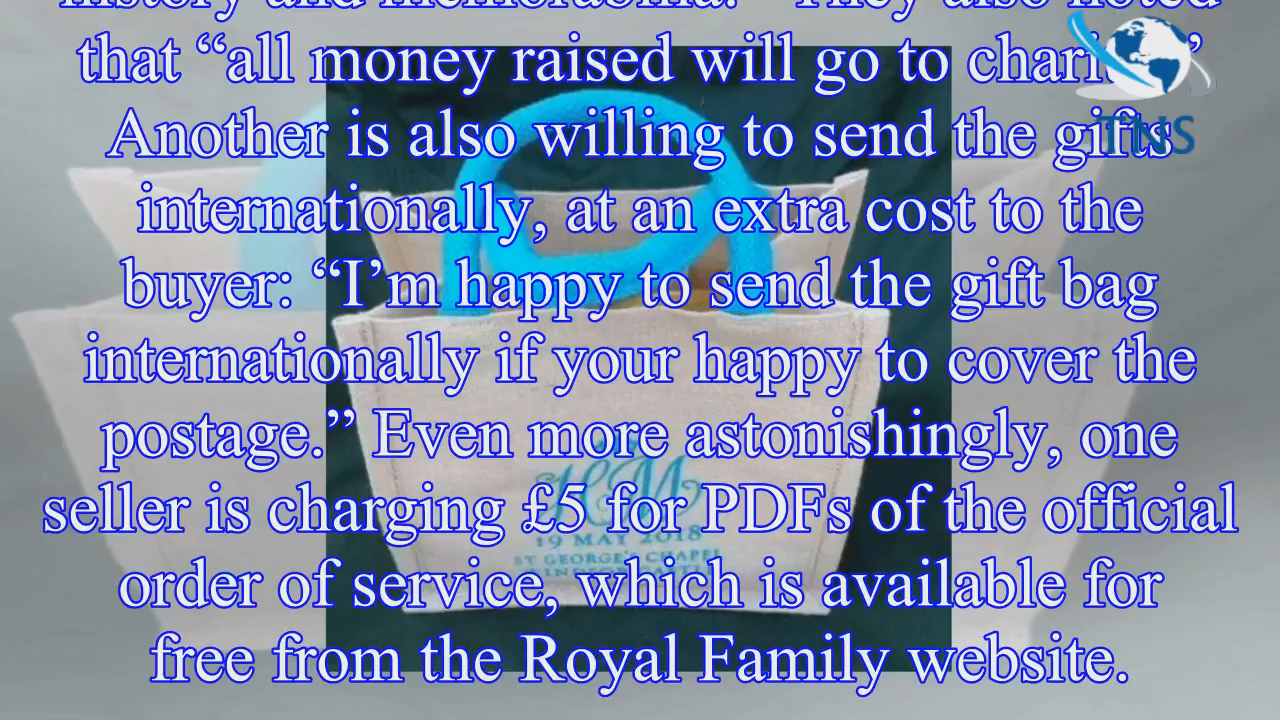 history and memorabilia.” They also noted
that “all money raised will go to charity.”
Another is also willing to send the gifts
internationally, at an extra cost to the
buyer: “I’m happy to send the gift bag
internationally if your happy to cover the
postage.” Even more astonishingly, one
seller is charging £5 for PDFs of the official
order of service, which is available for
free from the Royal Family website.
TNS
HM
19 MAY 2018
ST GEORGE'S CHAPEL
WINDSOR CASTLE